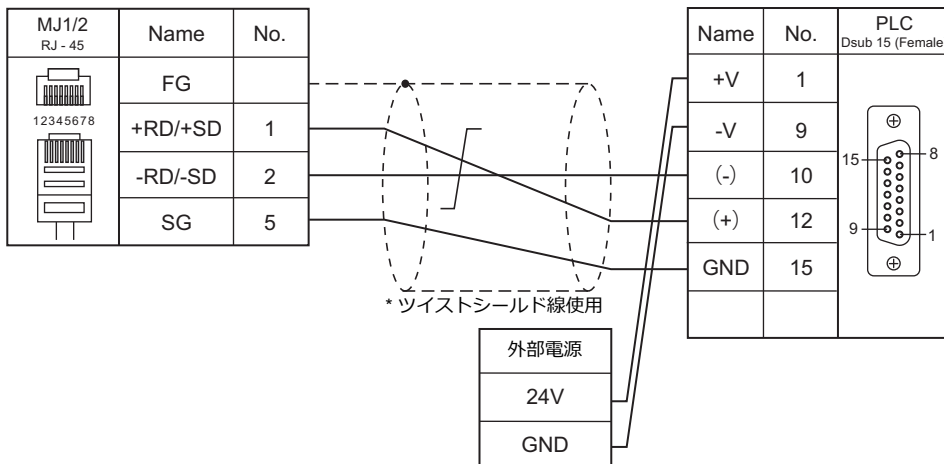 MJ1/2
RJ - 45
Name
No.
FG
+RD/+SD
1
-RD/-SD
2
SG
5
12345678
* ツイストシールド線使用
外部電源
24V
GND
Name
No.
PLC
Dsub 15 (Female
+V
1
-V
9
(-)
10
(+)
12
GND
15
15
8
9
1